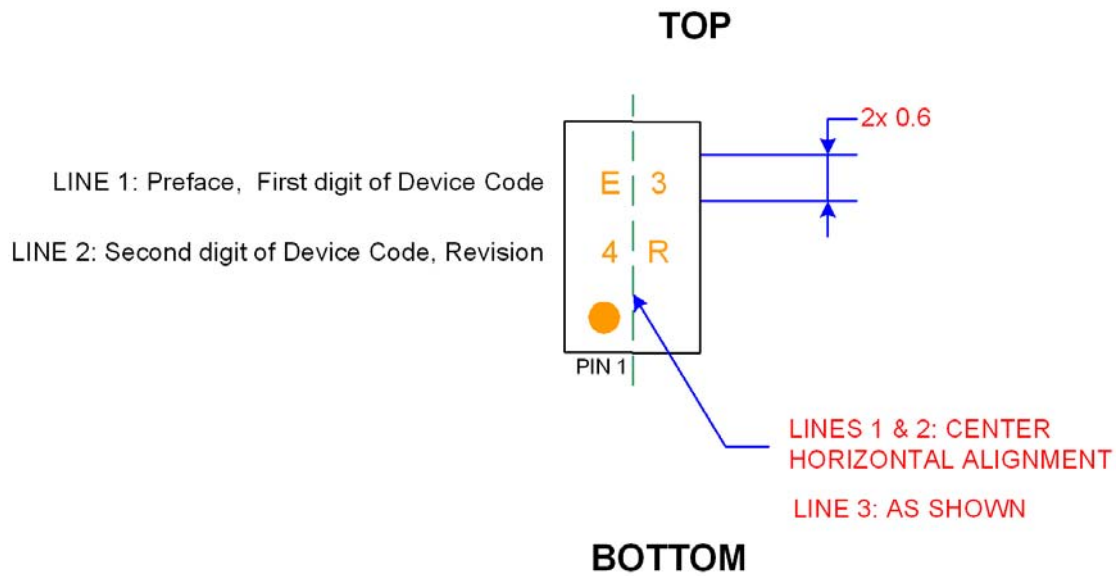 TOP
2x 0.6
LINE 1: Preface, First digit of Device Code
E 3
LINE 2: Second digit of Device Code, Revision
4 R
PIN 1
LINES 1 & 2: CENTER
HORIZONTAL ALIGNMENT
LINE 3: AS SHOWN
BOTTOM